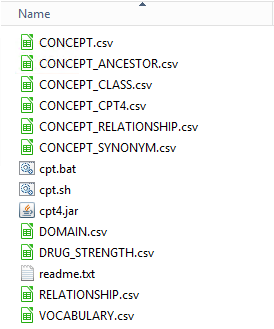 Name
CONCEPT.csv
CONCEPT_ANCESTOR.csv
CONCEPT_CLASS.csv
CONCEPT_CPT4.csv
CONCEPT_RELATIONSHIP.csv
CONCEPT_SYNONYM.csv
cpt.bat
cpt.sh
cpt4.jar
DOMAIN.csv
DRUG_STRENGTH.csv
readme.txt
RELATIONSHIP.csv
VOCABULARY.csv